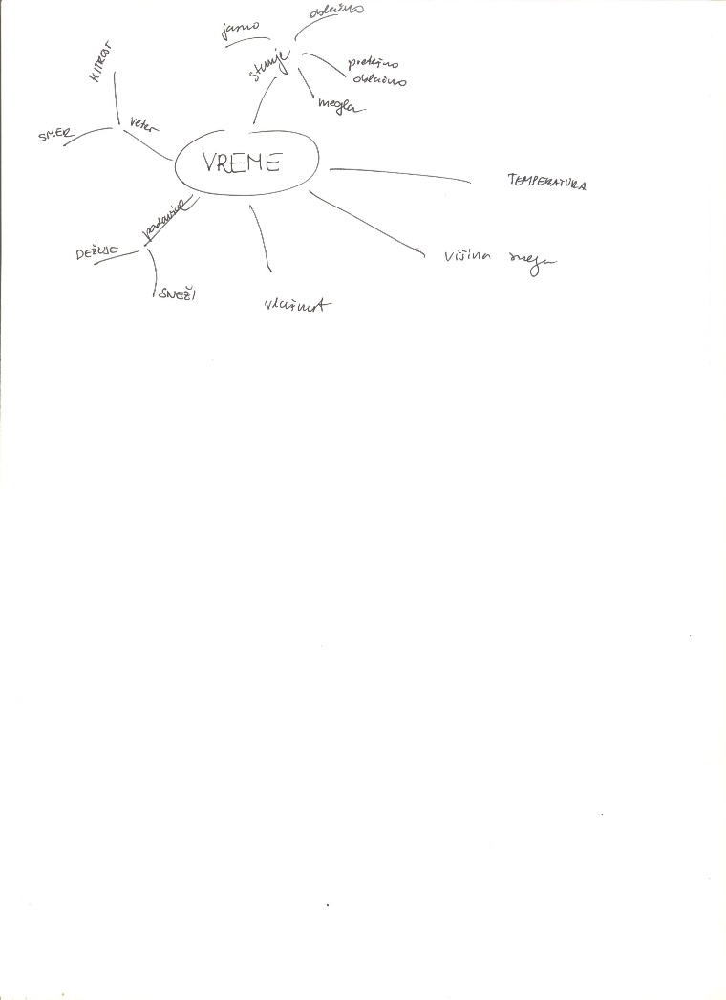 oblačno
jasno
stanje
pretežno
oblačno
megla
HITROST
veter
SMER
VREME
TEMPERATURA
padavine
DEŽUJE
SNEŽI
višina snega
vlažnost